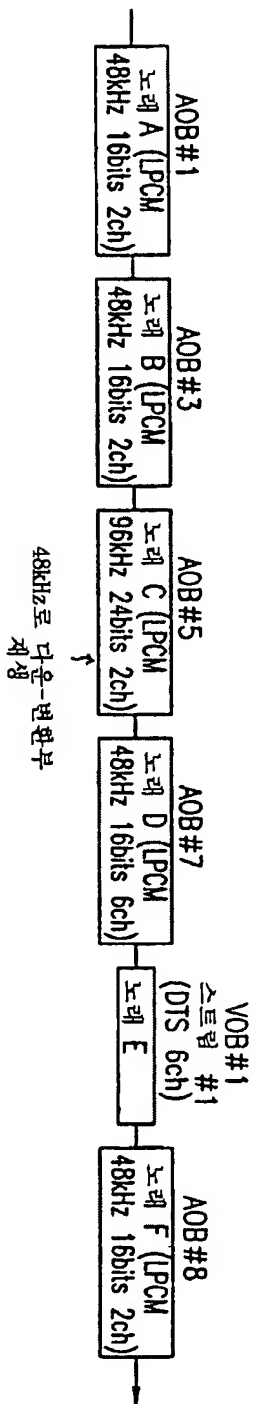 AOB#1
노래 A (LPCM
48kHz 16bits 2ch)
AOB#3
노래 B (LPCM
48kHz 16bits 2ch)
AOB#5
노래 C (LPCM
96kHz 24bits 2ch)
48kHz로 다운-변환부
재생
AOB#7
노래 D (LPCM
48kHz 16bits 6ch)
VOB#1
스트림 #1
(DTS 6ch)
노래 E
AOB#8
노래 F (LPCM
48kHz 16bits 2ch)